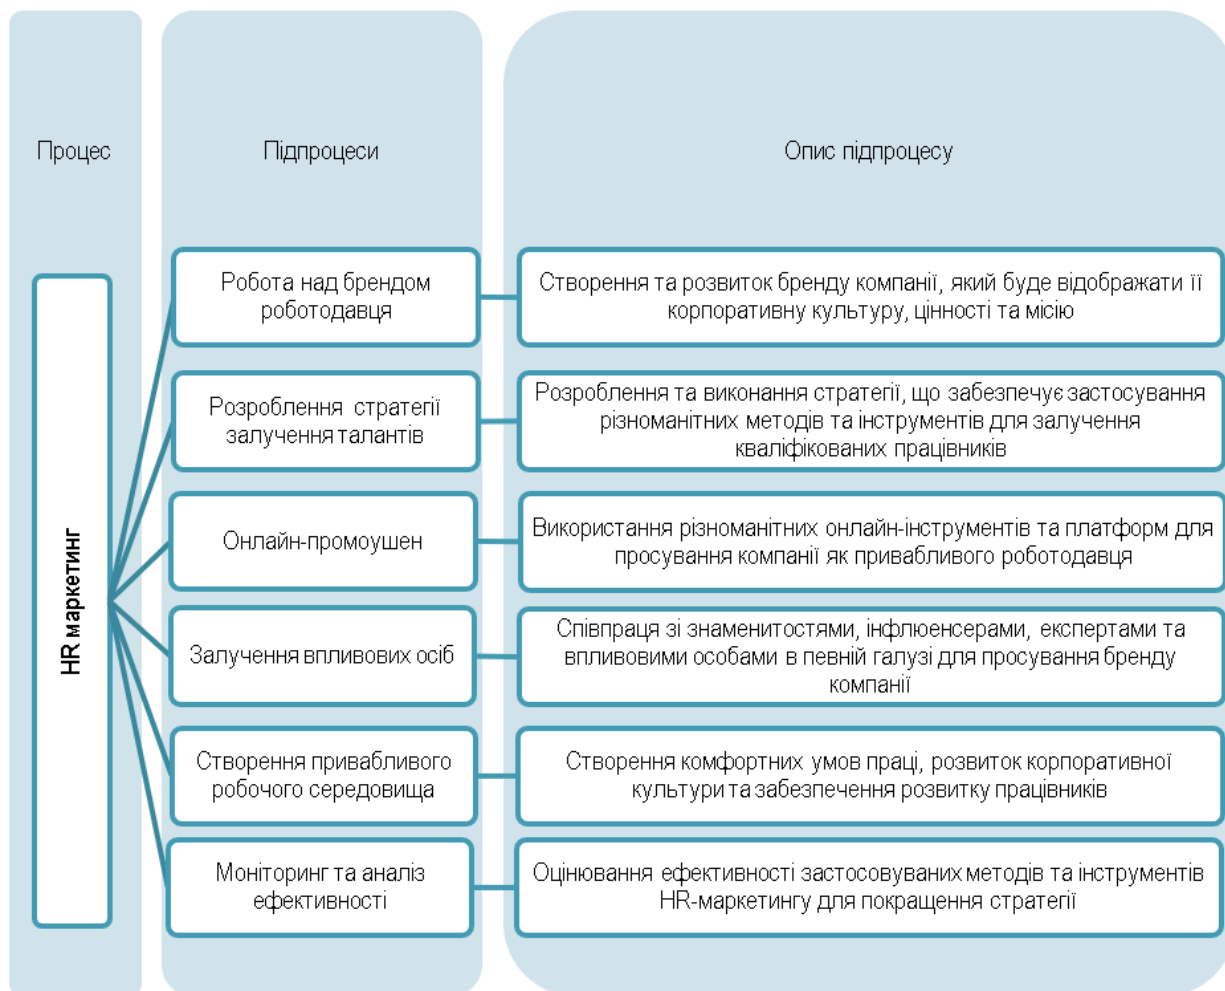 Процес
Підпроцеси
Опис підпроцесу
HR маркетинг
Робота над брендом
роботодавця
Створення та розвиток бренду компанії, який буде відображати її
корпоративну культуру, цінності та місію
Розроблення стратегії
залучення талантів
Розроблення та виконання стратегії, що забезпечує застосування
різноманітних методів та інструментів для залучення
кваліфікованих працівників
Онлайн-промоушен
Використання різноманітних онлайн-інструментів та платформ для
просування компанії як привабливого роботодавця
Залучення впливових осіб
Співпраця зі знаменитостями, інфлюенсерами, експертами та
впливовими особами в певній галузі для просування бренду
компанії
Створення привабливого
робочого середовища
Створення комфортних умов праці, розвиток корпоративної
культури та забезпечення розвитку працівників
Моніторинг та аналіз
ефективності
Оцінювання ефективності застосовуваних методів та інструментів
HR-маркетингу для покращення стратегії